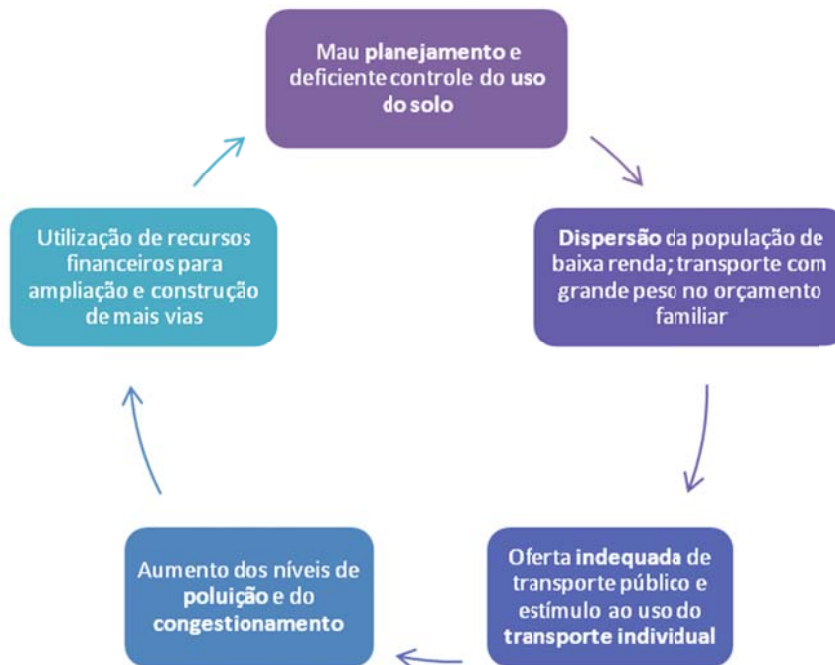 Mau planejamento e
deficiente controle do uso
do solo
Dispersão da população de
baixa renda; transporte com
grande peso no orçamento
familiar
Oferta indequada de
transporte público e
estímulo ao uso do
transporte individual
Aumento dos níveis de
poluição e do
congestionamento
Utilização de recursos
financeiros para
ampliação e construção
de mais vias